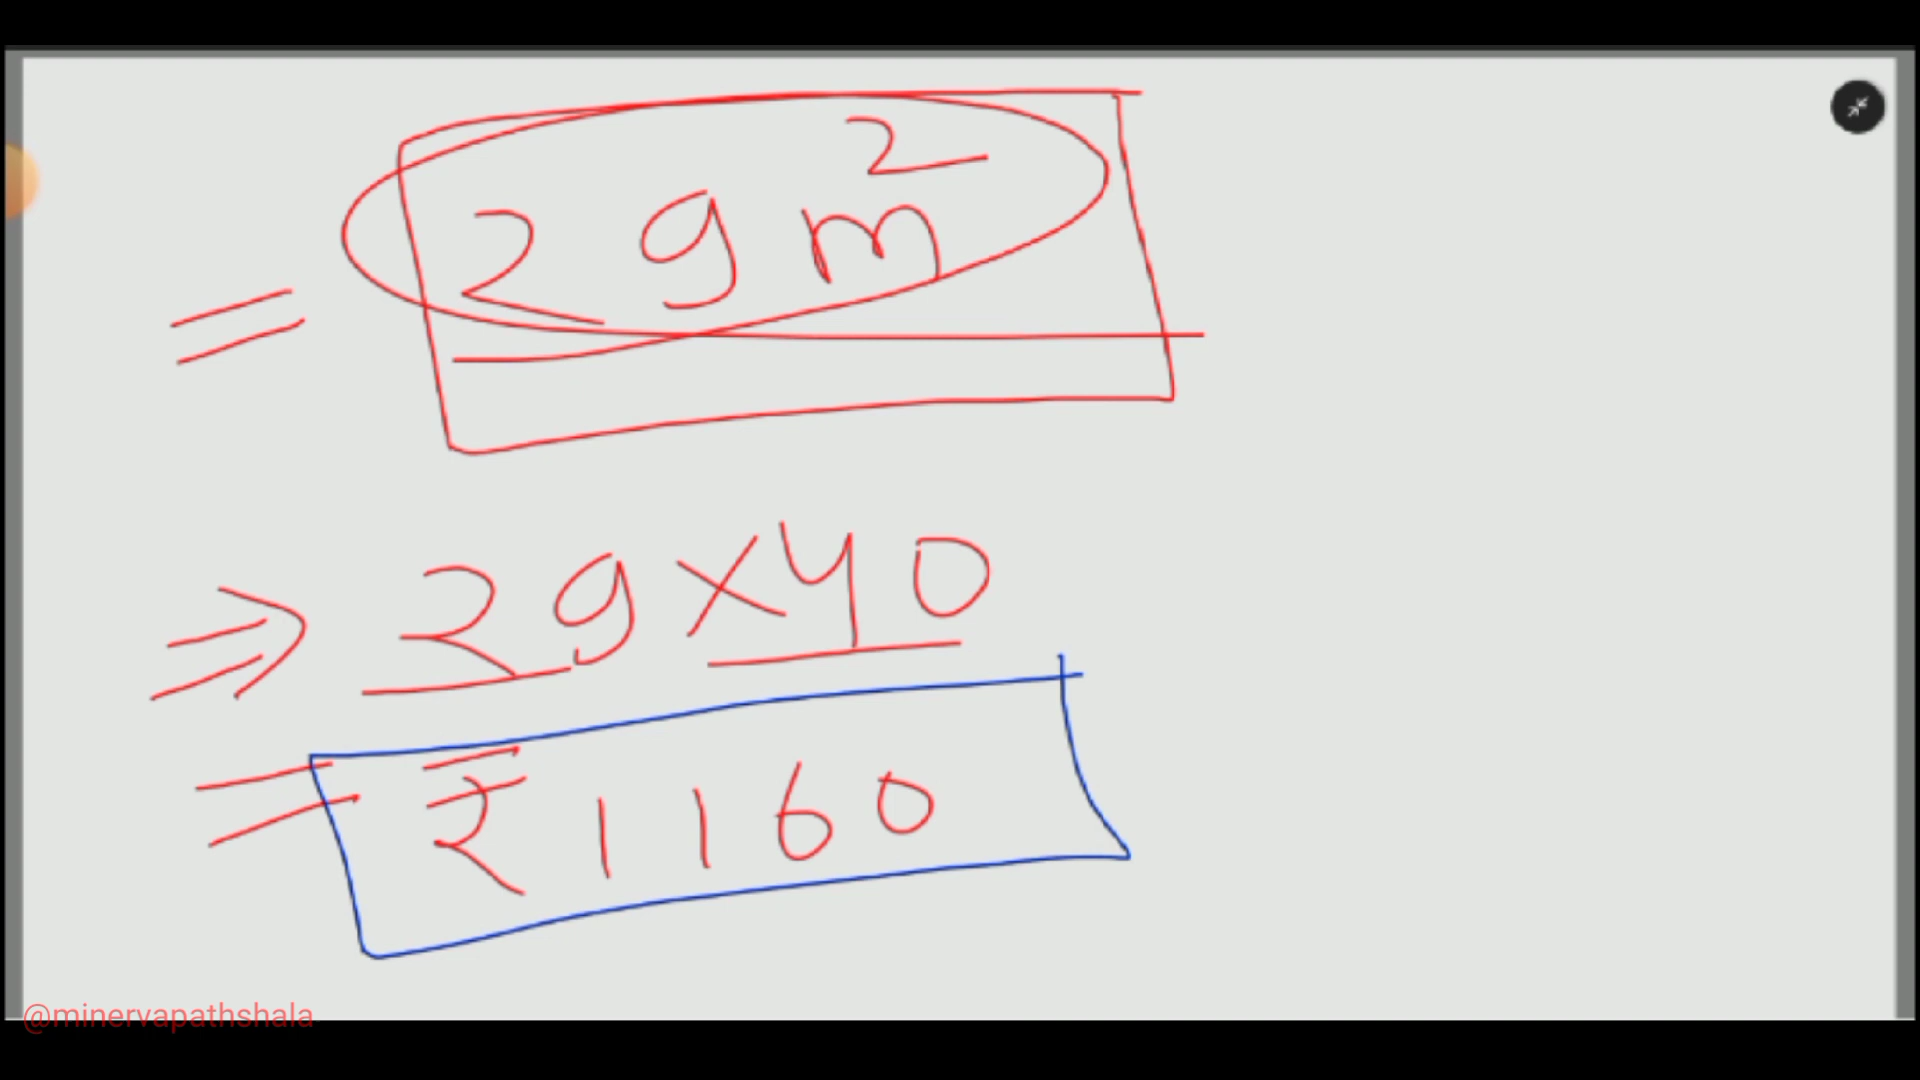 = 29 m²
⇒ 29 × 40
= ₹ 1160
@minervapathshala